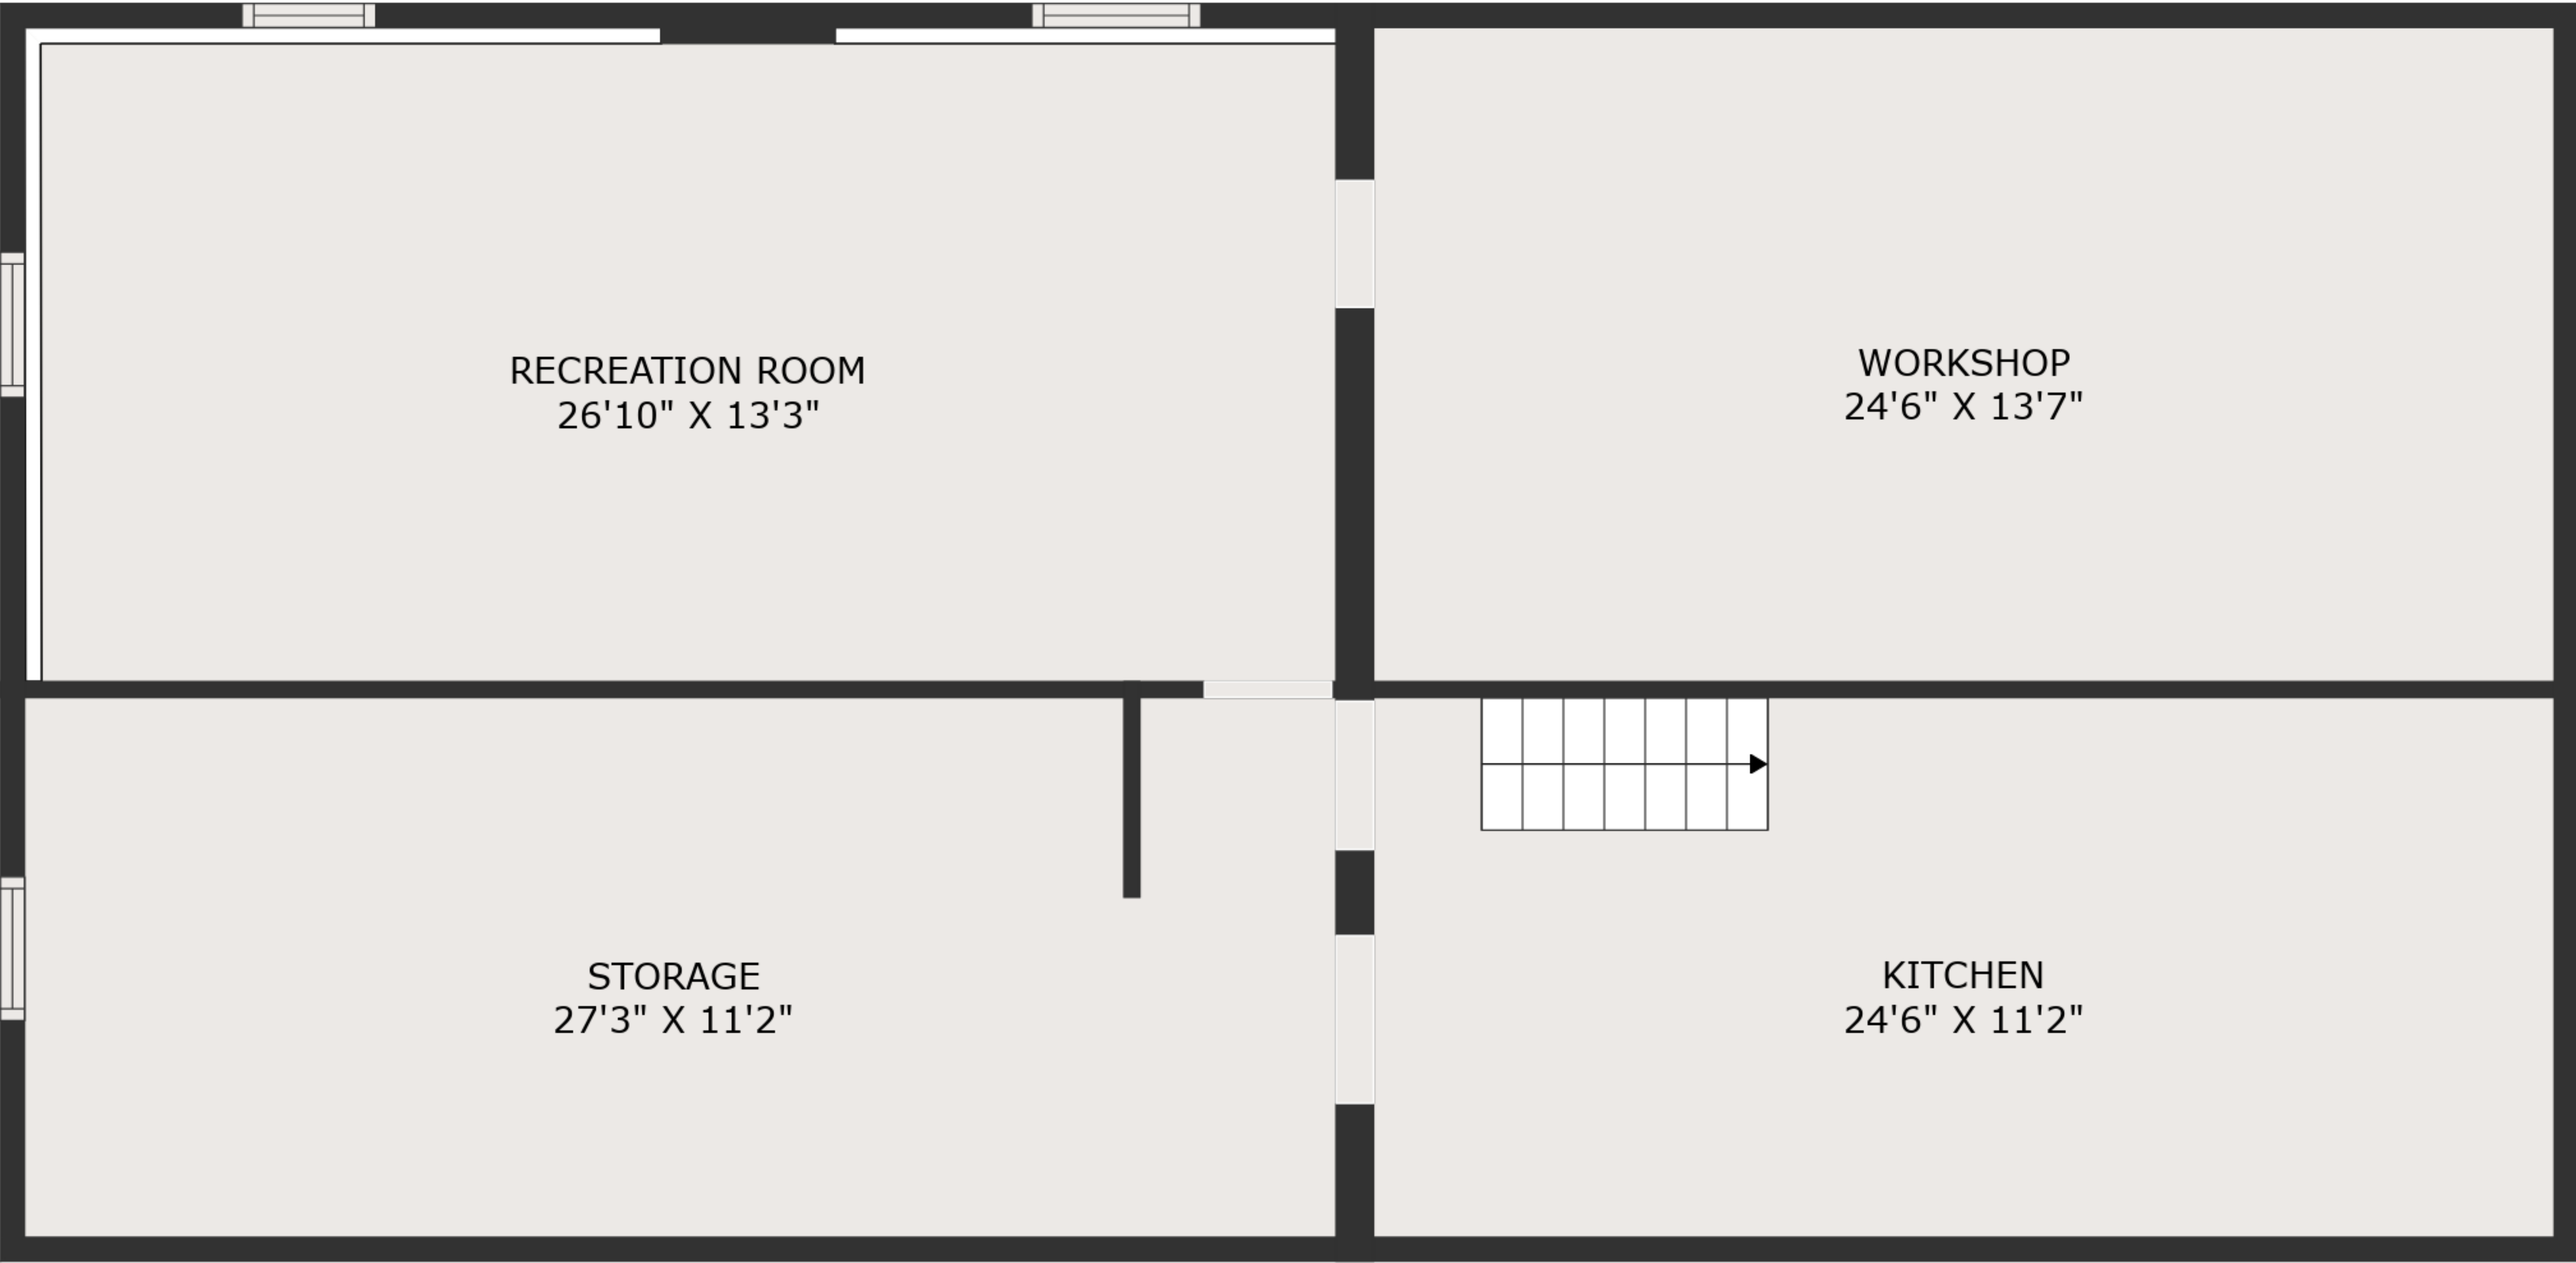 RECREATION ROOM
26'10" X 13'3"
WORKSHOP
24'6" X 13'7"
STORAGE
27'3" X 11'2"
KITCHEN
24'6" X 11'2"